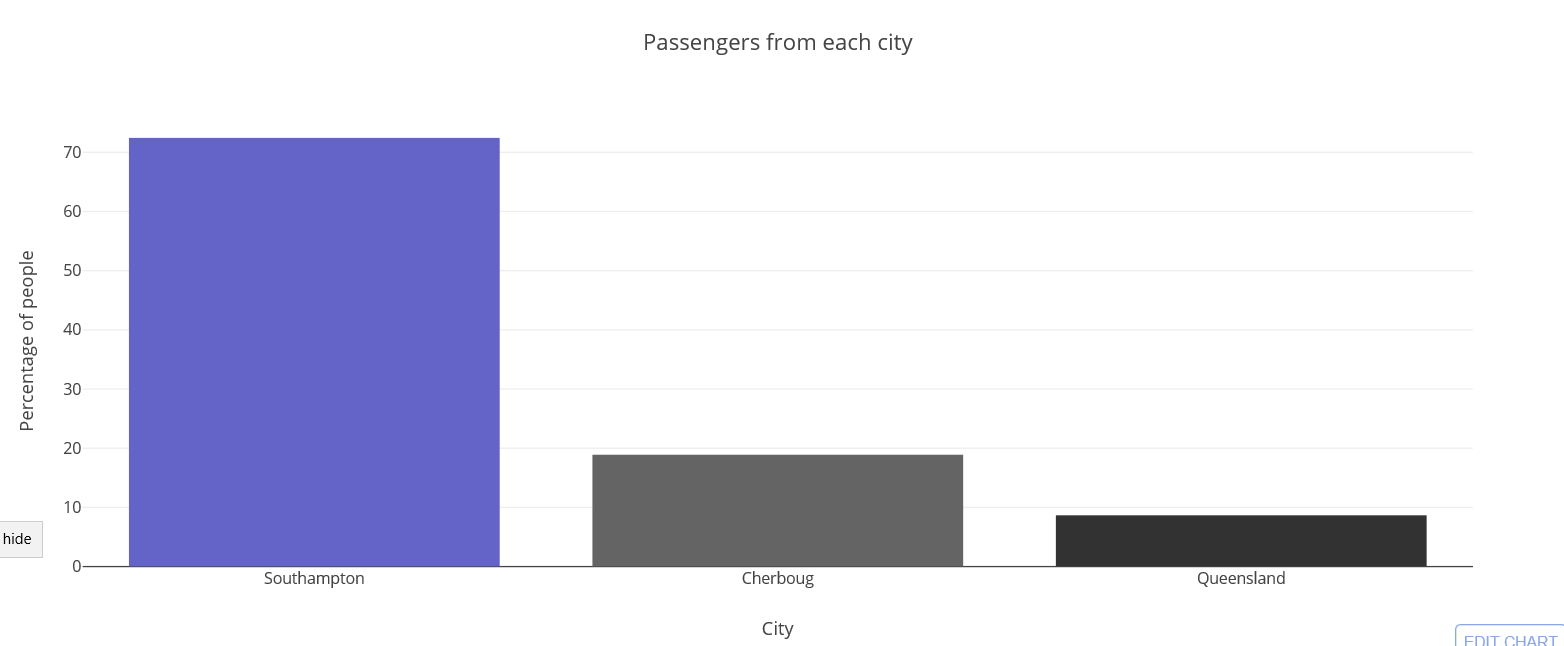 Passengers from each city
70
60
50
40
30
20
10
0
Percentage of people
hide
Southampton
Cherboug
Queensland
City
EDIT CHART